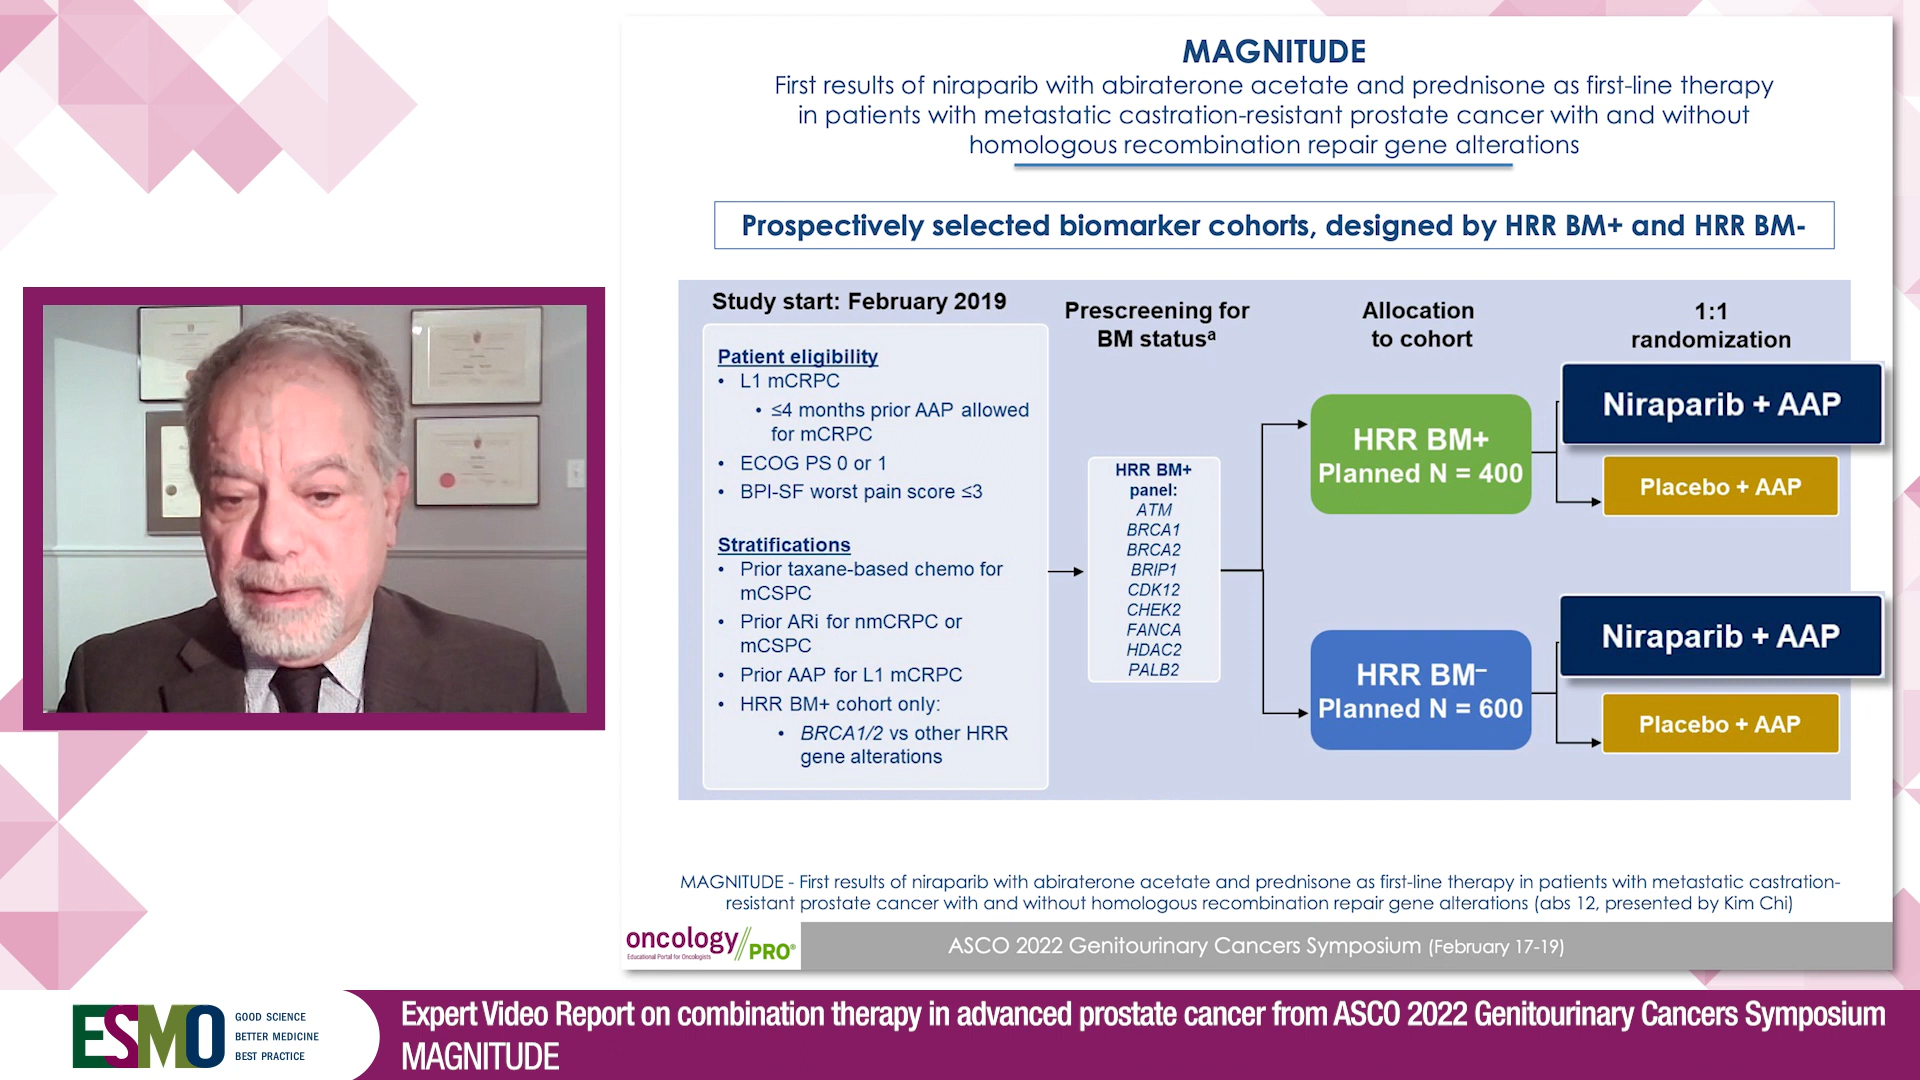 MAGNITUDE
First results of niraparib with abiraterone acetate and prednisone as first-line therapy
in patients with metastatic castration-resistant prostate cancer with and without
homologous recombination repair gene alterations
Prospectively selected biomarker cohorts, designed by HRR BM+ and HRR BM-
Study start: February 2019
Patient eligibility
• L1 mCRPC
• ≤4 months prior AAP allowed
for mCRPC
• ECOG PS 0 or 1
• BPI-SF worst pain score ≤3
Stratifications
• Prior taxane-based chemo for
mCSPC
• Prior ARi for nmCRPC or
mCSPC
• Prior AAP for L1 mCRPC
• HRR BM+ cohort only:
• BRCA1/2 vs other HRR
gene alterations
Prescreening for
BM statusᵃ
HRR BM+
panel:
ATM
BRCA1
BRCA2
BRIP1
CDK12
CHEK2
FANCA
HDAC2
PALB2
Allocation
to cohort
HRR BM+
Planned N = 400
HRR BM–
Planned N = 600
1:1
randomization
Niraparib + AAP
Placebo + AAP
Niraparib + AAP
Placebo + AAP
MAGNITUDE - First results of niraparib with abiraterone acetate and prednisone as first-line therapy in patients with metastatic castration-
resistant prostate cancer with and without homologous recombination repair gene alterations (abs 12, presented by Kim Chi)
oncology//PRO®
Educational Portal for Oncologists
ASCO 2022 Genitourinary Cancers Symposium (February 17-19)
ESMO
GOOD SCIENCE
BETTER MEDICINE
BEST PRACTICE
Expert Video Report on combination therapy in advanced prostate cancer from ASCO 2022 Genitourinary Cancers Symposium
MAGNITUDE